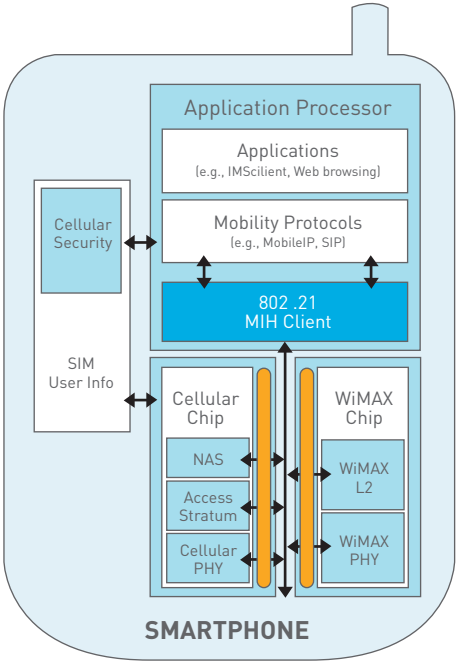 Application Processor
Applications
(e.g., IMScilient, Web browsing)
Mobility Protocols
(e.g., MobileIP, SIP)
802 .21
MIH Client
Cellular
Security
SIM
User Info
Cellular
Chip
NAS
Access
Stratum
Cellular
PHY
WiMAX
Chip
WiMAX
L2
WiMAX
PHY
SMARTPHONE